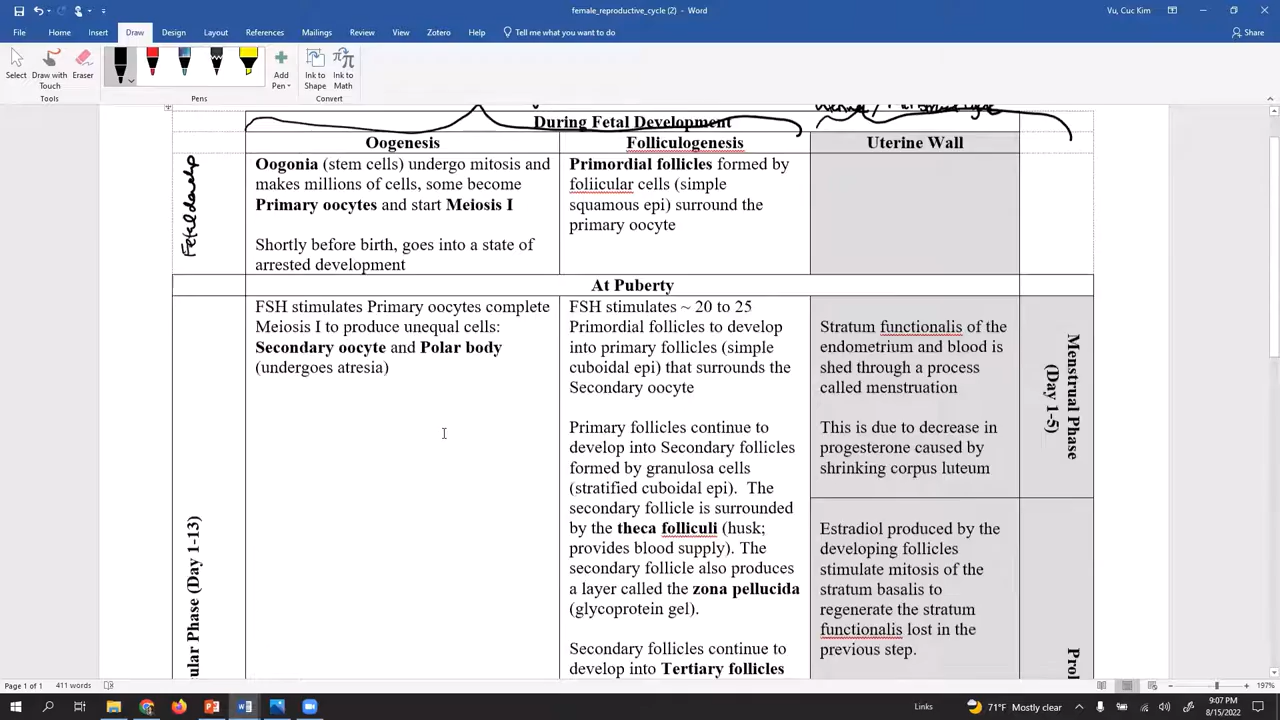 female_reproductive_cycle - Word
Vu, Cuc Kim
File Home Insert Draw Design Layout References Mailings Review View Zotero Help Tell me what you want to do
Share
Select
Draw with Touch
Eraser
Add Pen
Ink to Shape
Ink to Math
Tools
Pens
Convert
During Fetal Development
Oogenesis
Folliculogenesis
Uterine Wall
Oogonia (stem cells) undergo mitosis and
makes millions of cells, some become
Primary oocytes and start Meiosis I
Shortly before birth, goes into a state of
arrested development
Primordial follicles formed by
foliicular cells (simple
squamous epi) surround the
primary oocyte
At Puberty
FSH stimulates Primary oocytes complete
Meiosis I to produce unequal cells:
Secondary oocyte and Polar body
(undergoes atresia)
FSH stimulates ~ 20 to 25
Primordial follicles to develop
into primary follicles (simple
cuboidal epi) that surrounds the
Secondary oocyte
Primary follicles continue to
develop into Secondary follicles
formed by granulosa cells
(stratified cuboidal epi). The
secondary follicle is surrounded
by the theca folliculi (husk;
provides blood supply). The
secondary follicle also produces
a layer called the zona pellucida
(glycoprotein gel).
Secondary follicles continue to
develop into Tertiary follicles
Stratum functionalis of the
endometrium and blood is
shed through a process
called menstruation
This is due to decrease in
progesterone caused by
shrinking corpus luteum
Estradiol produced by the
developing follicles
stimulate mitosis of the
stratum basalis to
regenerate the stratum
functionalis lost in the
previous step.
Menstrual Phase
(Day 1-5)
ular Phase (Day 1-13)
Prol
Page 1 of 1 411 words
197%
Links
71°F Mostly clear
9:07 PM
8/15/2022